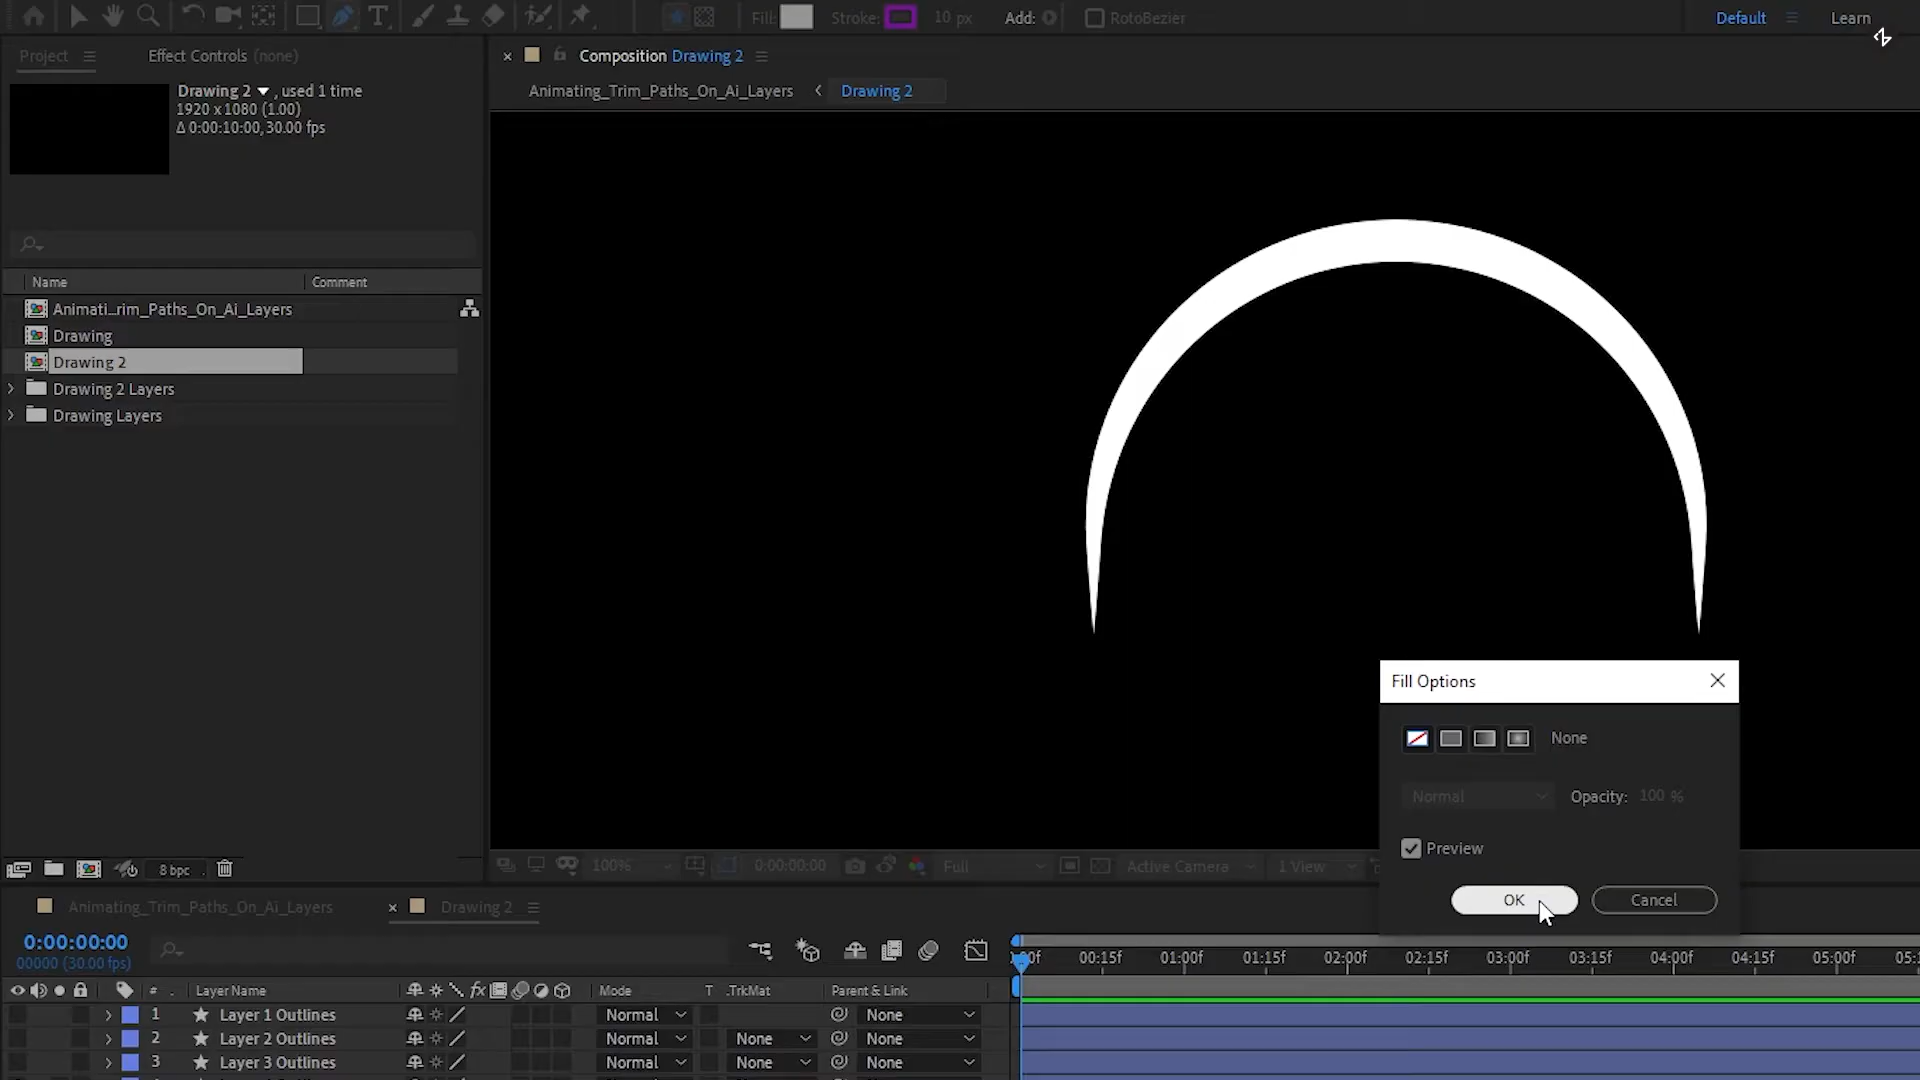 Fill: Stroke: 10 px Add: RotoBezier Default Learn
Project Effect Controls (none)
Composition Drawing 2
Animating_Trim_Paths_On_Ai_Layers Drawing 2
Drawing 2 , used 1 time
1920 x 1080 (1.00)
Δ 0:00:10:00, 30.00 fps
Name Comment
Animati...rim_Paths_On_Ai_Layers
Drawing
Drawing 2
Drawing 2 Layers
Drawing Layers
Fill Options
None
Normal Opacity: 100 %
Preview
OK Cancel
8 bpc
100% 0:00:00:00 Full Active Camera 1 View
Animating_Trim_Paths_On_Ai_Layers Drawing 2
0:00:00:00
00000 (30.00 fps)
00f 00:15f 01:00f 01:15f 02:00f 02:15f 03:00f 03:15f 04:00f 04:15f 05:00f 05:
# Layer Name fx Mode T .TrkMat Parent & Link
1 Layer 1 Outlines Normal None
2 Layer 2 Outlines Normal None None
3 Layer 3 Outlines Normal None None